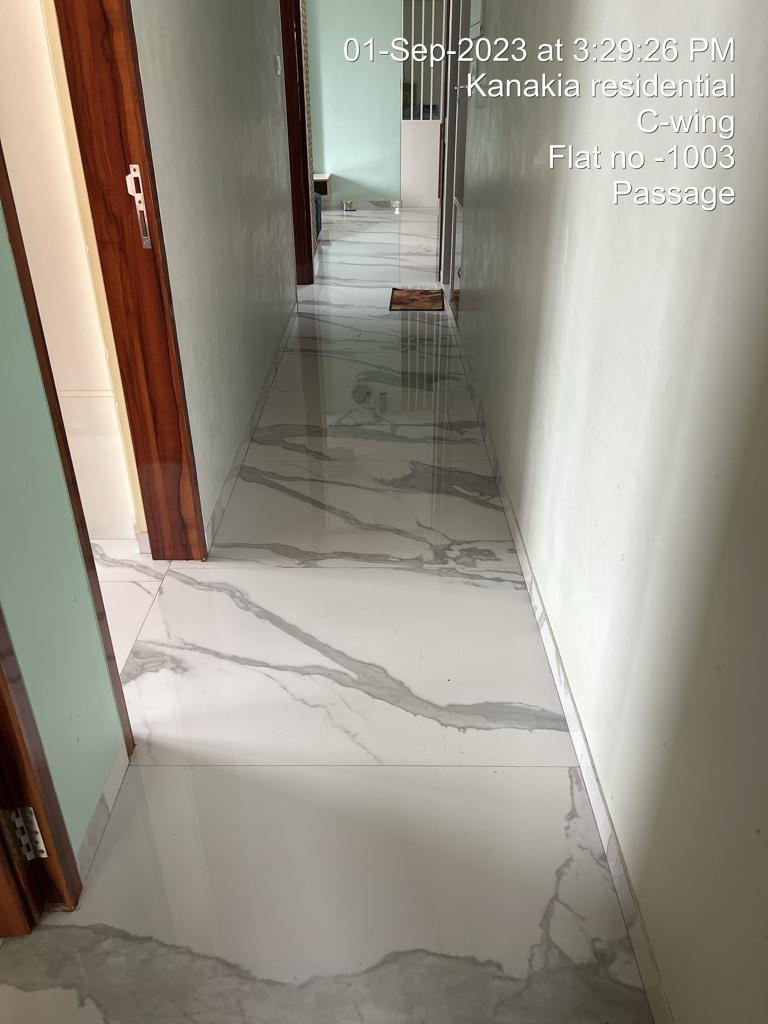 01-Sep-2023 at 3:29:26 PM
Kanakia residential
C-wing
Flat no -1003
Passage